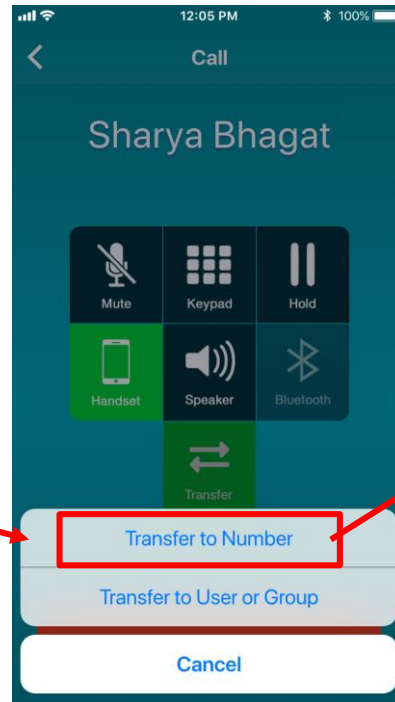 12:05 PM 100%
Call
Sharya Bhagat
Mute Keypad Hold
Handset Speaker Bluetooth
Transfer
Transfer to Number
Transfer to User or Group
Cancel